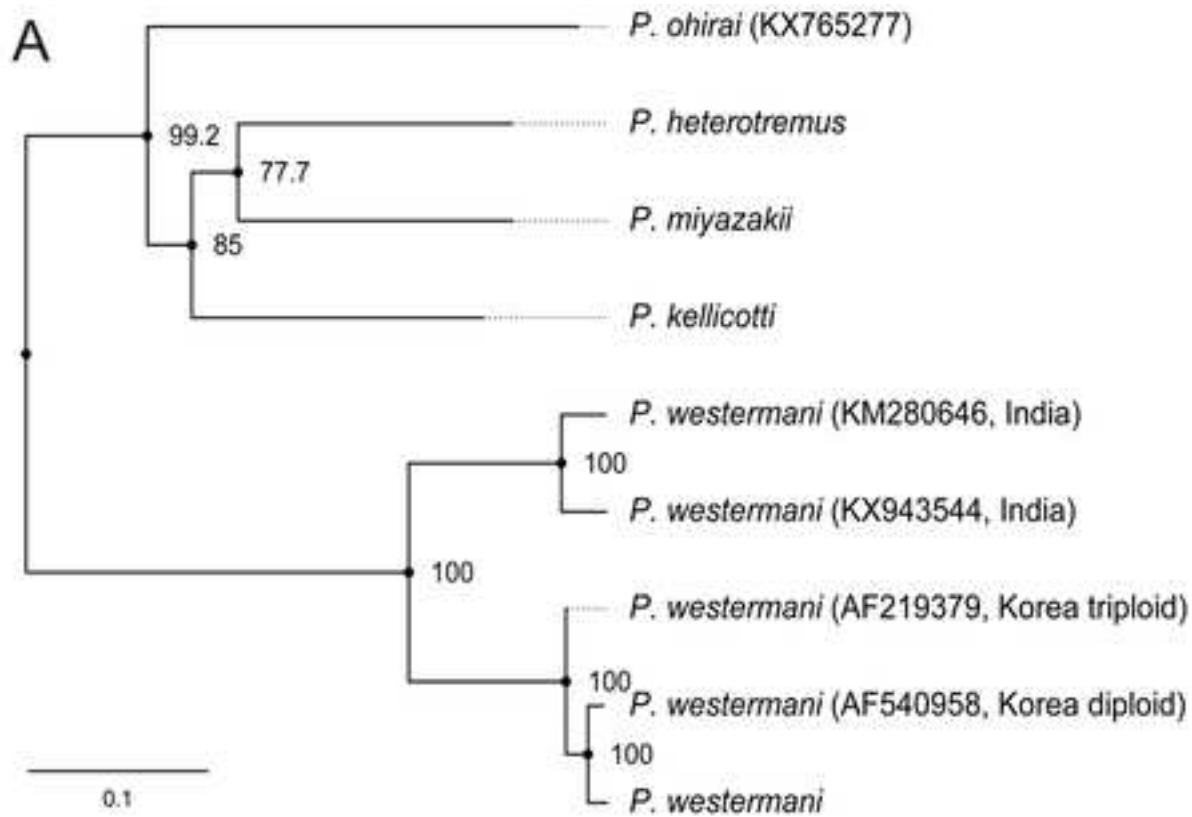 A
P. ohirai (KX765277)
P. heterotremus
99.2
77.7
P. miyazakii
85
P. kellicotti
P. westermani (KM280646, India)
100
P. westermani (KX943544, India)
100
P. westermani (AF219379, Korea triploid)
100
P. westermani (AF540958, Korea diploid)
100
P. westermani
0.1